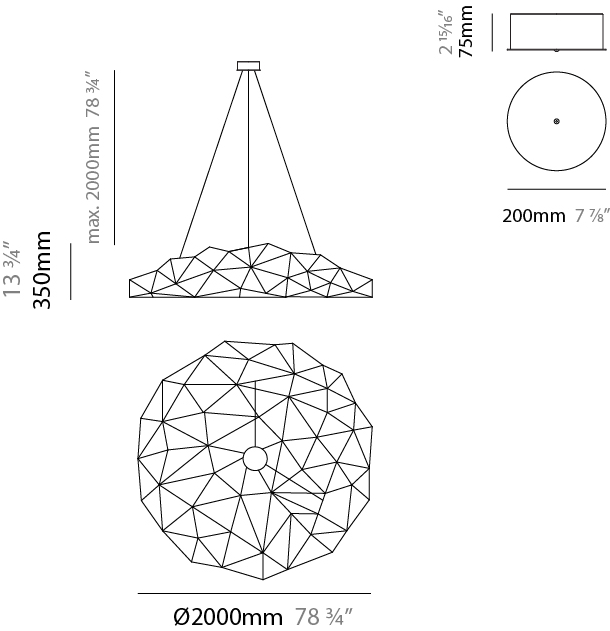 2 15/16”
75mm
200mm 7 7/8”
max. 2000mm 78 3/4”
13 3/4”
350mm
Ø2000mm 78 3/4”